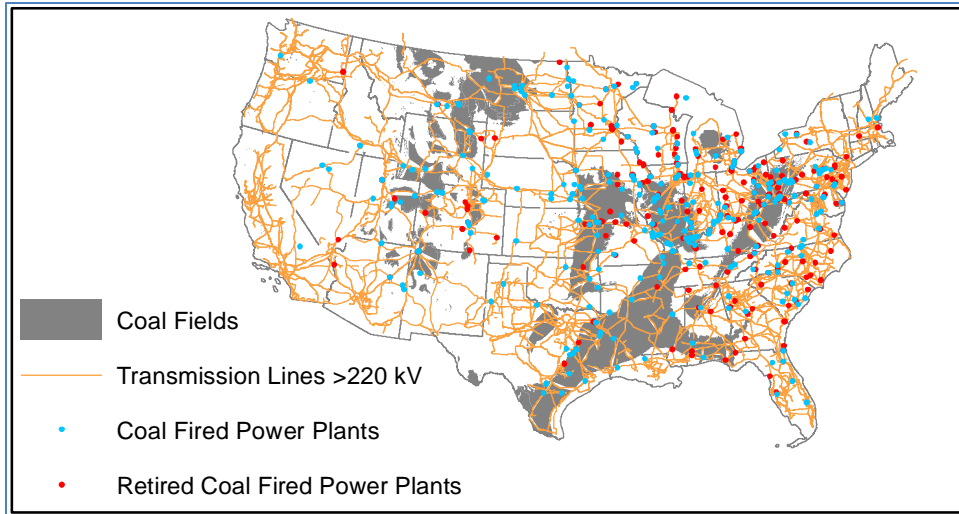 Coal Fields
Transmission Lines >220 kV
Coal Fired Power Plants
Retired Coal Fired Power Plants